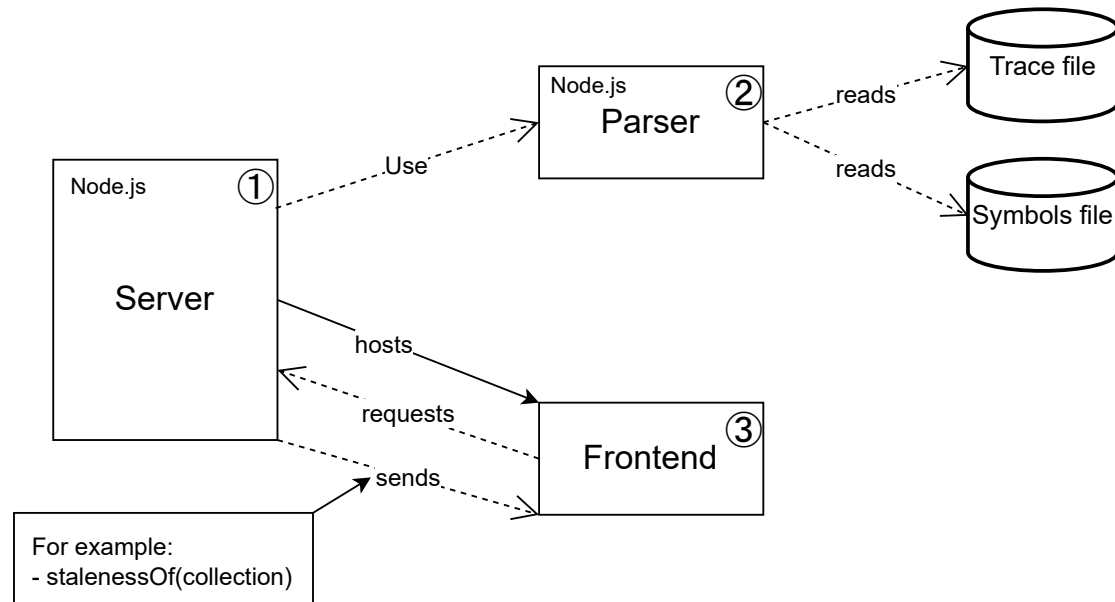 Node.js
①
Server
Use
Node.js
②
Parser
reads
Trace file
reads
Symbols file
hosts
requests
sends
③
Frontend
For example:
- stalenessOf(collection)